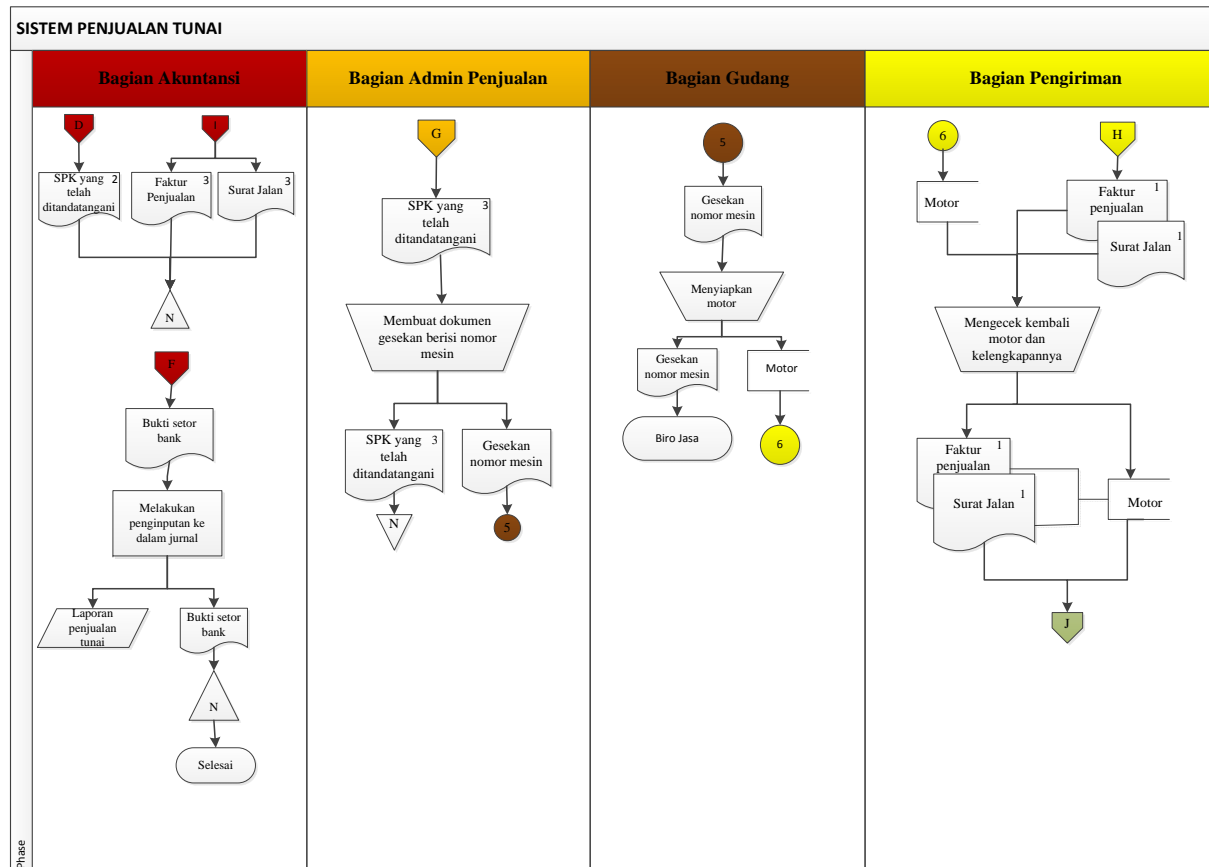 SISTEM PENJUALAN TUNAI
Bagian Akuntansi
Bagian Admin Penjualan
Bagian Gudang
Bagian Pengiriman
D
I
SPK yang 2
telah
ditandatangani
Faktur 3
Penjualan
Surat Jalan 3
N
F
Bukti setor
bank
Melakukan
penginputan ke
dalam jurnal
Laporan
penjualan
tunai
Bukti setor
bank
N
Selesai
G
SPK yang 3
telah
ditandatangani
Membuat dokumen
gesekan berisi nomor
mesin
SPK yang 3
telah
ditandatangani
Gesekan
nomor mesin
N
5
5
Gesekan
nomor mesin
Menyiapkan
motor
Gesekan
nomor mesin
Motor
Biro Jasa
6
6
H
Motor
Faktur 1
penjualan
Surat Jalan 1
Mengecek kembali
motor dan
kelengkapannya
Faktur 1
penjualan
Surat Jalan 1
Motor
J
Phase